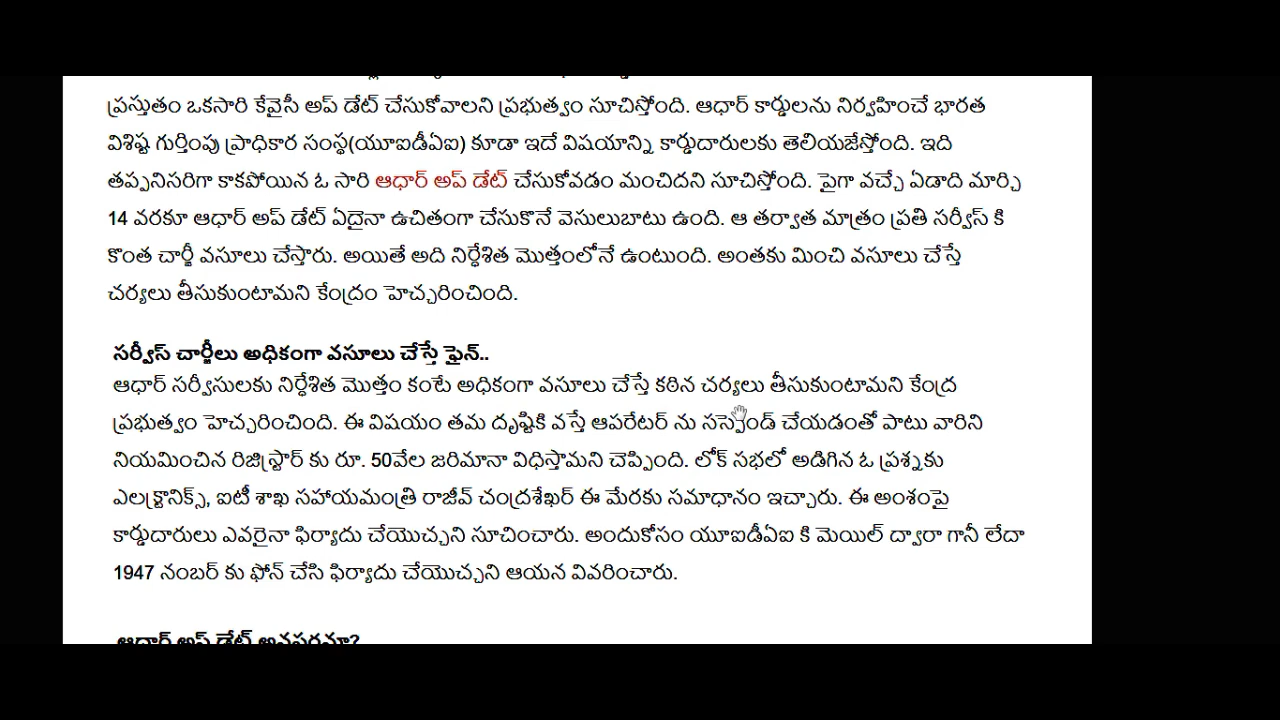 ప్రస్తుతం ఒకసారి కేవైసీ అప్ డేట్ చేసుకోవాలని ప్రభుత్వం సూచిస్తోంది. ఆధార్ కార్డులను నిర్వహించే భారత
విశిష్ట గుర్తింపు ప్రాధికార సంస్థ(యూఐడీఏఐ) కూడా ఇదే విషయాన్ని కార్డుదారులకు తెలియజేస్తోంది. ఇది
తప్పనిసరిగా కాకపోయిన ఓ సారి ఆధార్ అప్ డేట్ చేసుకోవడం మంచిదని సూచిస్తోంది. పైగా వచ్చే ఏడాది మార్చి
14 వరకూ ఆధార్ అప్ డేట్ ఏదైనా ఉచితంగా చేసుకొనే వెసులుబాటు ఉంది. ఆ తర్వాత మాత్రం ప్రతి సర్వీస్ కి
కొంత చార్జీ వసూలు చేస్తారు. అయితే అది నిర్ధేశిత మొత్తంలోనే ఉంటుంది. అంతకు మించి వసూలు చేస్తే
చర్యలు తీసుకుంటామని కేంద్రం హెచ్చరించింది.
సర్వీస్ చార్జీలు అధికంగా వసూలు చేస్తే ఫైన్..
ఆధార్ సర్వీసులకు నిర్ధేశిత మొత్తం కంటే అధికంగా వసూలు చేస్తే కఠిన చర్యలు తీసుకుంటామని కేంద్ర
ప్రభుత్వం హెచ్చరించింది. ఈ విషయం తమ దృష్టికి వస్తే ఆపరేటర్ ను సస్పెండ్ చేయడంతో పాటు వారిని
నియమించిన రిజిస్ట్రార్ కు రూ. 50వేల జరిమానా విధిస్తామని చెప్పింది. లోక్ సభలో అడిగిన ఓ ప్రశ్నకు
ఎలక్ట్రానిక్స్, ఐటీ శాఖ సహాయమంత్రి రాజీవ్ చంద్రశేఖర్ ఈ మేరకు సమాధానం ఇచ్చారు. ఈ అంశంపై
కార్డుదారులు ఎవరైనా ఫిర్యాదు చేయొచ్చని సూచించారు. అందుకోసం యూఐడీఏఐ కి మెయిల్ ద్వారా గానీ లేదా
1947 నంబర్ కు ఫోన్ చేసి ఫిర్యాదు చేయొచ్చని ఆయన వివరించారు.
ఆధార్ అప్ డేట్ అవసరమా?